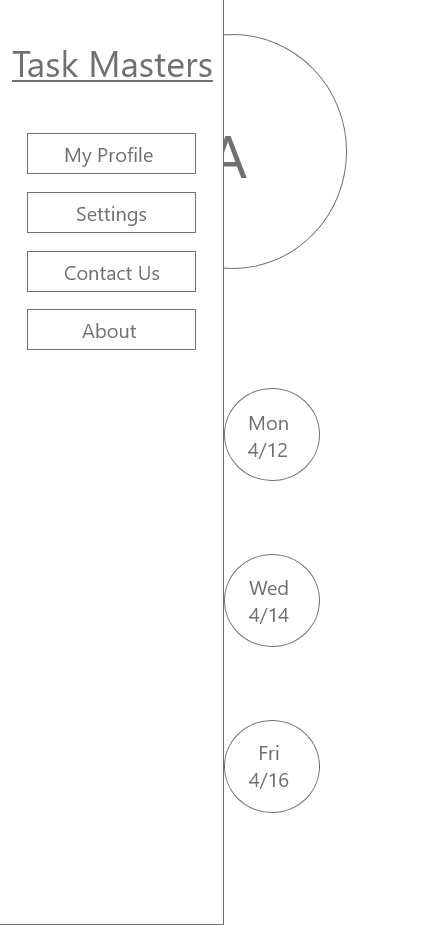 Task Masters
My Profile
Settings
Contact Us
About
A
Mon
4/12
Wed
4/14
Fri
4/16